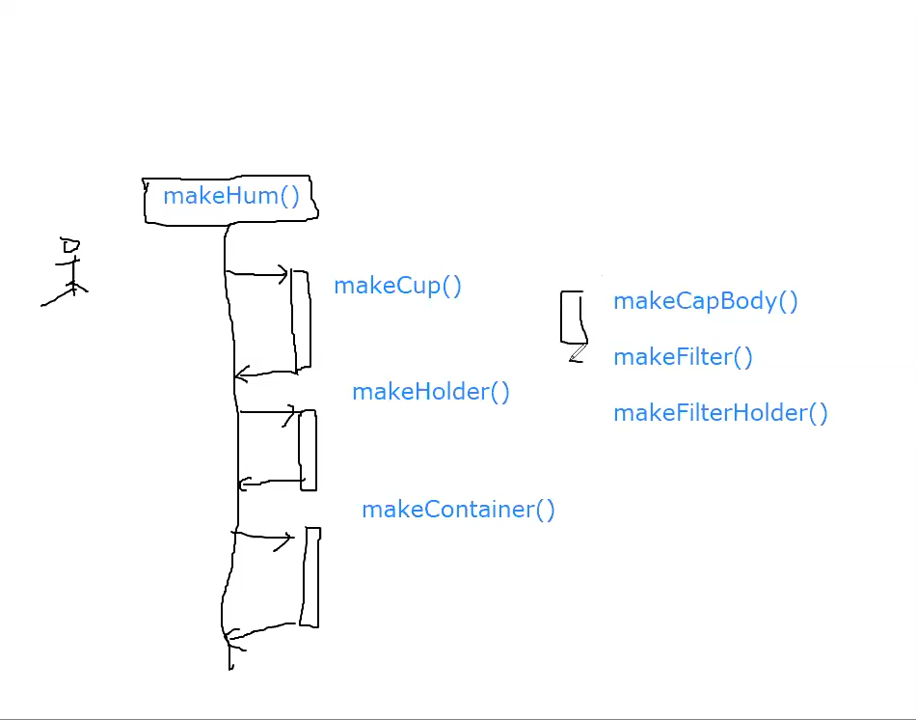 makeHum()
makeCup()
makeCapBody()
makeFilter()
makeHolder()
makeFilterHolder()
makeContainer()